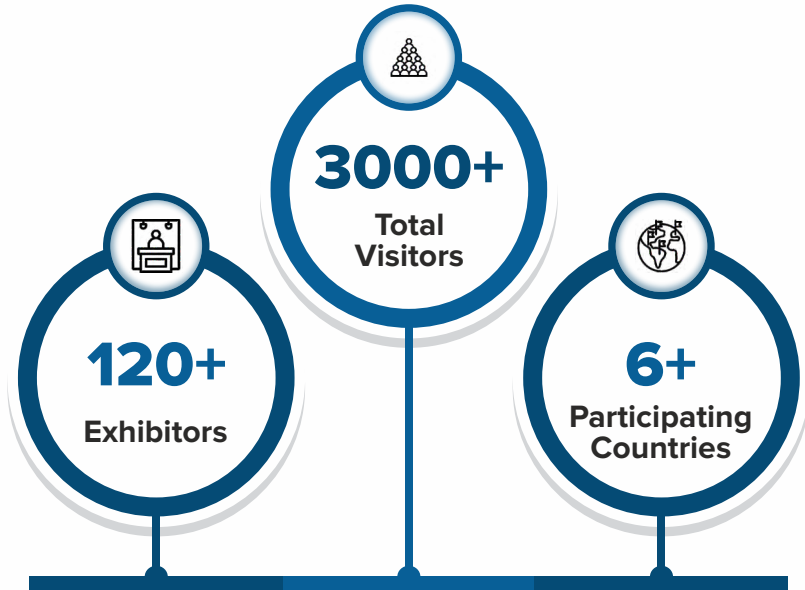 3000+
Total
Visitors
120+
Exhibitors
6+
Participating
Countries